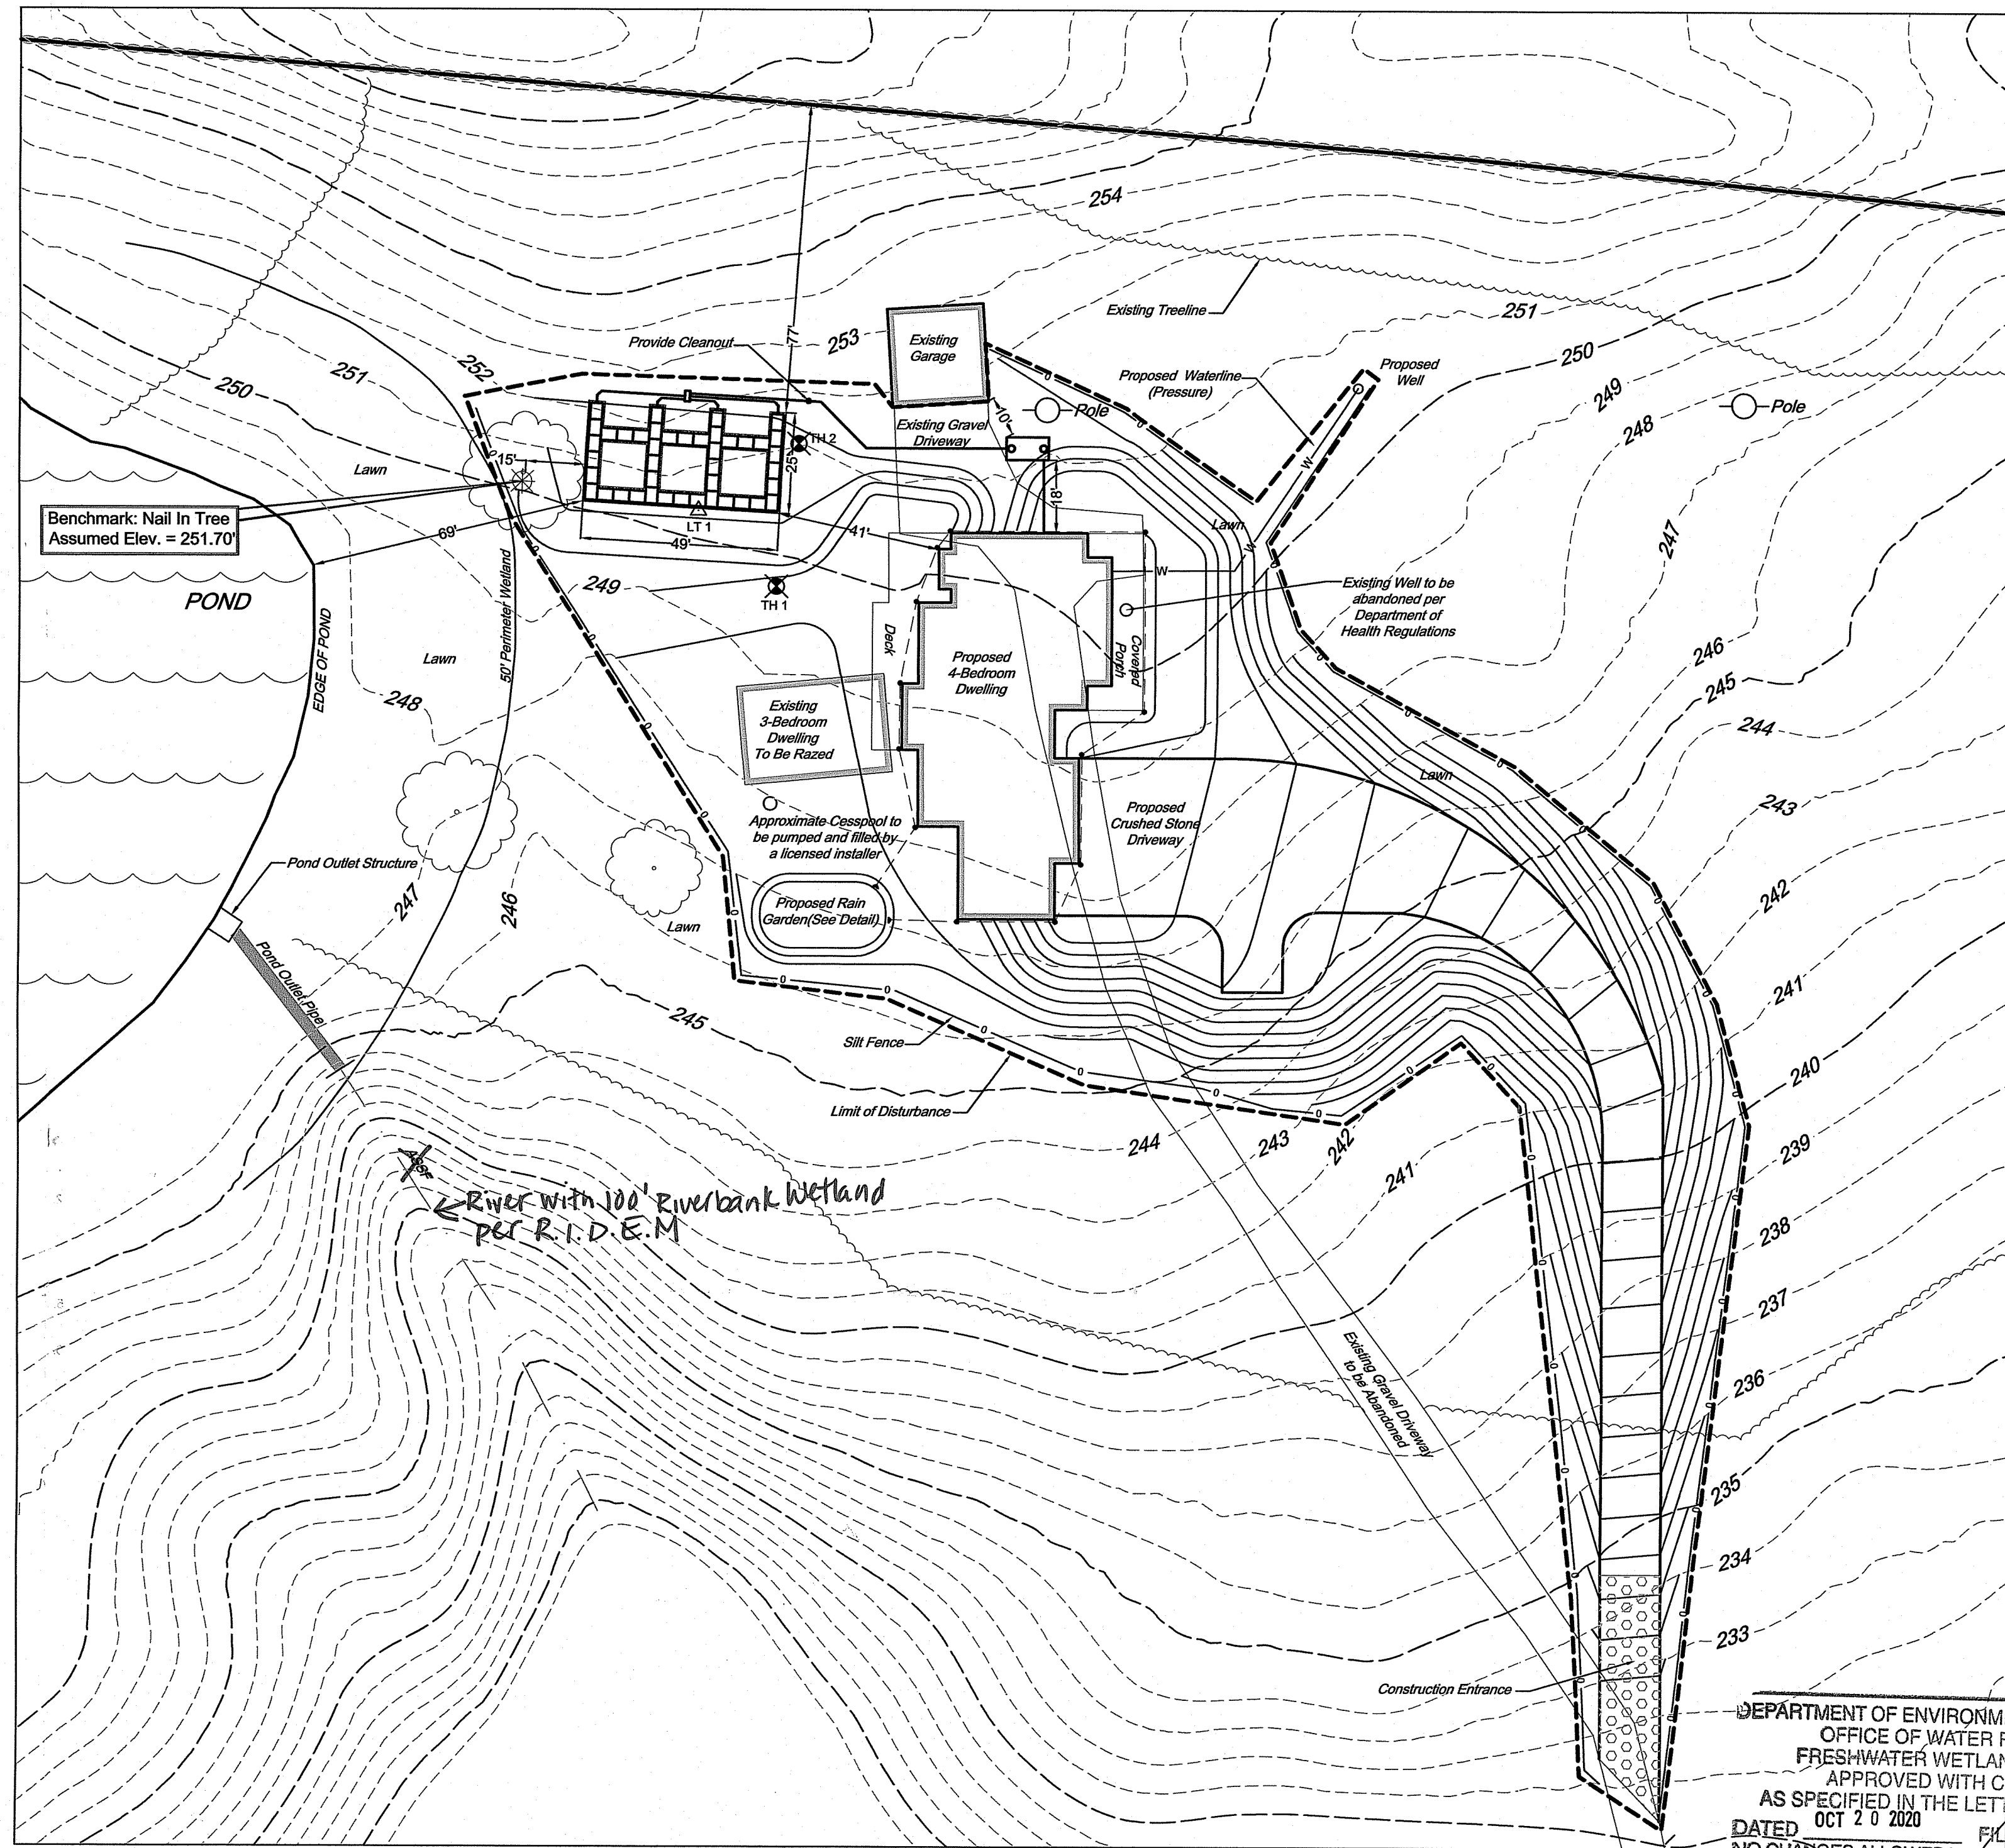 254
Existing Treeline
251
250
Provide Cleanout
77'
253
Existing
Garage
Proposed Waterline
(Pressure)
Proposed
Well
249
248
Pole
Pole
10'
Existing Gravel
Driveway
252
251
250
TH 2
25'
15'
Lawn
18'
Lawn
W
W
W
247
Benchmark: Nail In Tree
Assumed Elev. = 251.70'
LT 1
49'
41'
69'
249
TH 1
POND
EDGE OF POND
50' Perimeter Wetland
Existing Well to be
abandoned per
Department of
Health Regulations
Deck
Covered
Porch
Proposed
4-Bedroom
Dwelling
Lawn
248
246
245
244
Existing
3-Bedroom
Dwelling
To Be Razed
Lawn
243
Approximate Cesspool to
be pumped and filled by
a licensed installer
Proposed
Crushed Stone
Driveway
Pond Outlet Structure
247
246
Proposed Rain
Garden(See Detail)
Lawn
242
Pond Outlet Pipe
241
245
Silt Fence
240
Limit of Disturbance
244
243
242
241
239
ASSF
River with 100' Riverbank Wetland
per R.I.D.E.M
238
237
Existing Gravel Driveway
to be Abandoned
236
235
234
233
Construction Entrance
DEPARTMENT OF ENVIRONM
OFFICE OF WATER R
FRESHWATER WETLAN
APPROVED WITH C
AS SPECIFIED IN THE LETT
DATED OCT 20 2020 FIL
NO CHANGES ALLOWED